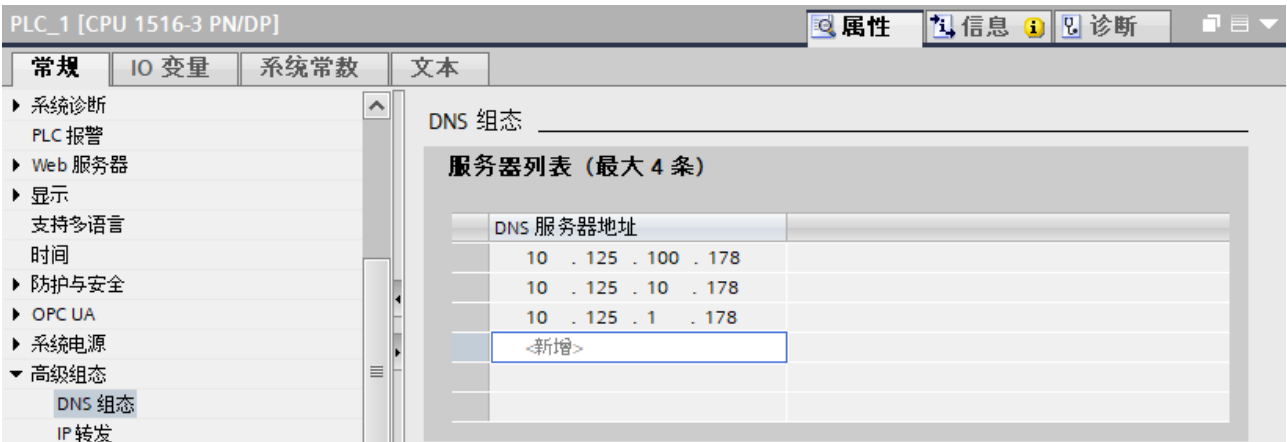 PLC_1 [CPU 1516-3 PN/DP]
属性
信息
诊断
常规
IO 变量
系统常数
文本
系统诊断
PLC 报警
Web 服务器
显示
支持多语言
时间
防护与安全
OPC UA
系统电源
高级组态
DNS 组态
IP 转发
DNS 组态
服务器列表（最大 4 条）
DNS 服务器地址
10 . 125 . 100 . 178
10 . 125 . 10 . 178
10 . 125 . 1 . 178
<新增>